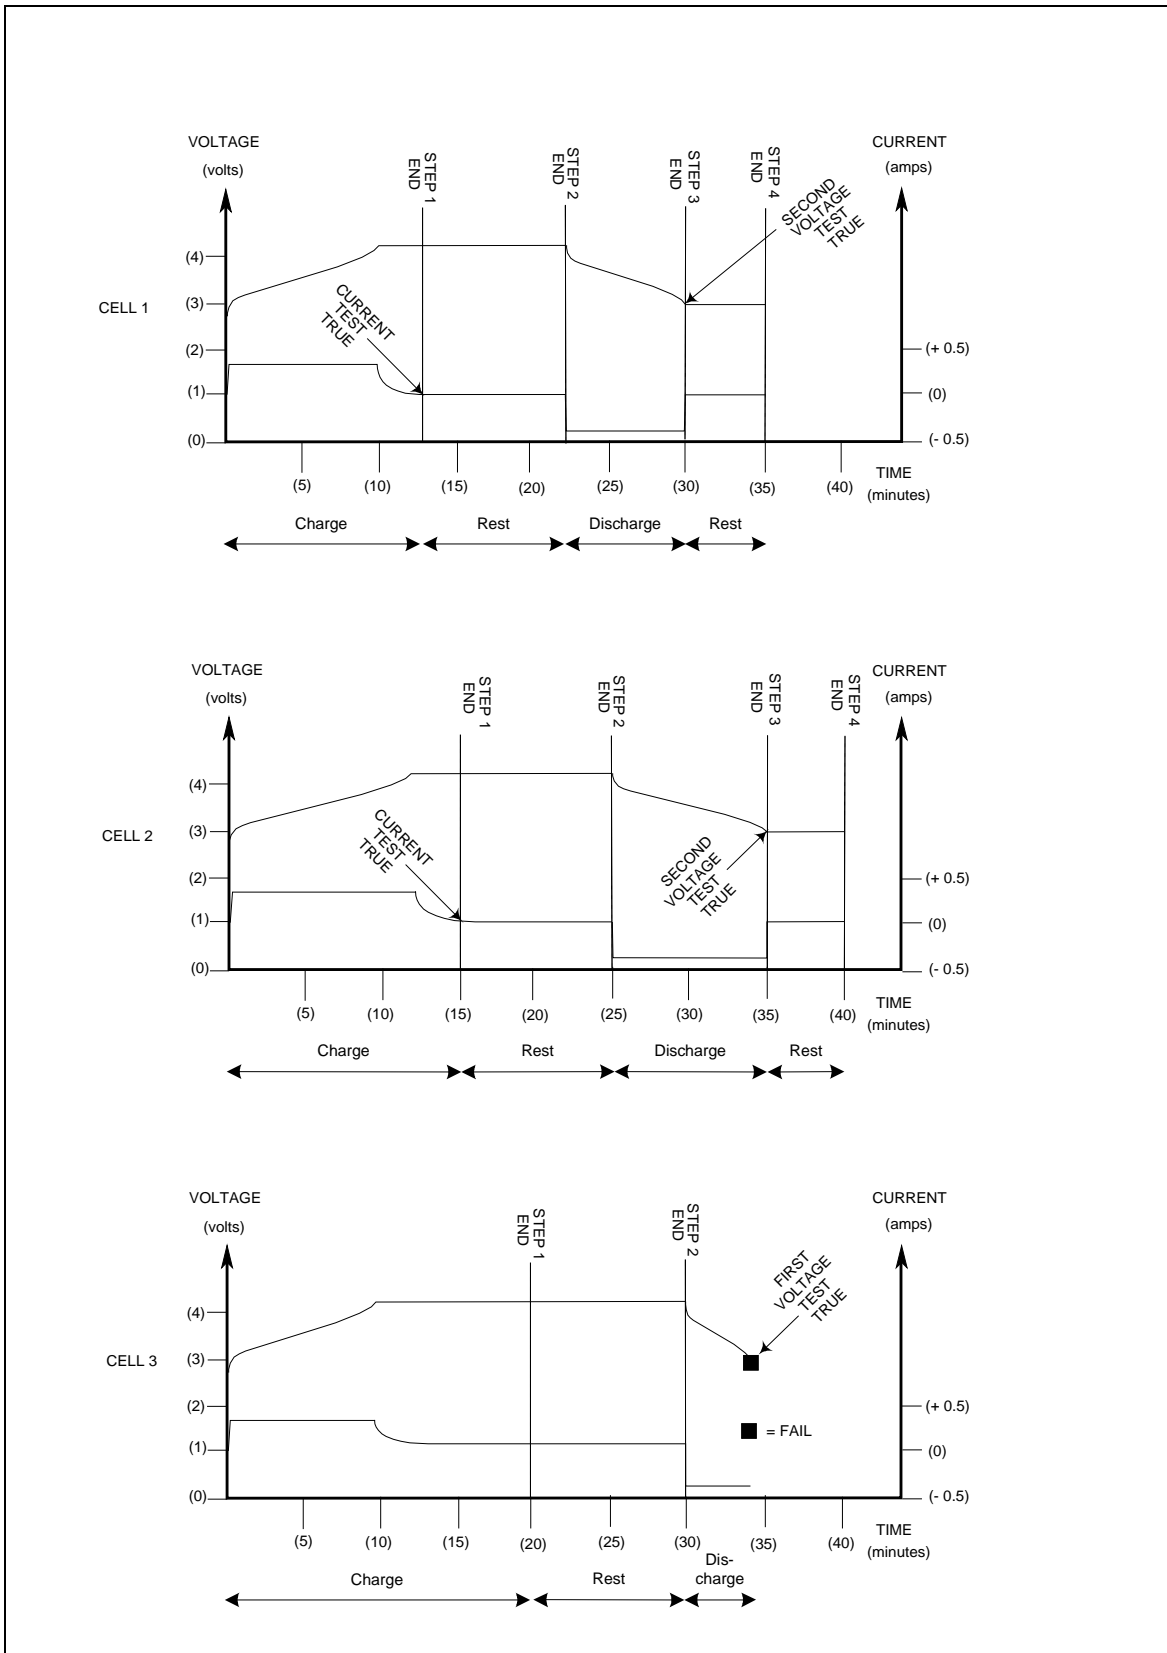 VOLTAGE
(volts)
CURRENT
(amps)
STEP 1
END
STEP 2
END
STEP 3
END
STEP 4
END
SECOND
VOLTAGE
TEST
TRUE
CELL 1
(4)
(3)
(2)
(1)
(0)
CURRENT
TEST
TRUE
(+ 0.5)
(0)
(- 0.5)
(5)
(10)
(15)
(20)
(25)
(30)
(35)
(40)
TIME
(minutes)
Charge
Rest
Discharge
Rest
VOLTAGE
(volts)
CURRENT
(amps)
STEP 1
END
STEP 2
END
STEP 3
END
STEP 4
END
CELL 2
(4)
(3)
(2)
(1)
(0)
CURRENT
TEST
TRUE
SECOND
VOLTAGE
TEST
TRUE
(+ 0.5)
(0)
(- 0.5)
(5)
(10)
(15)
(20)
(25)
(30)
(35)
(40)
TIME
(minutes)
Charge
Rest
Discharge
Rest
VOLTAGE
(volts)
CURRENT
(amps)
STEP 1
END
STEP 2
END
FIRST
VOLTAGE
TEST
TRUE
CELL 3
(4)
(3)
(2)
(1)
(0)
= FAIL
(+ 0.5)
(0)
(- 0.5)
(5)
(10)
(15)
(20)
(25)
(30)
(35)
(40)
TIME
(minutes)
Charge
Rest
Dis-
charge